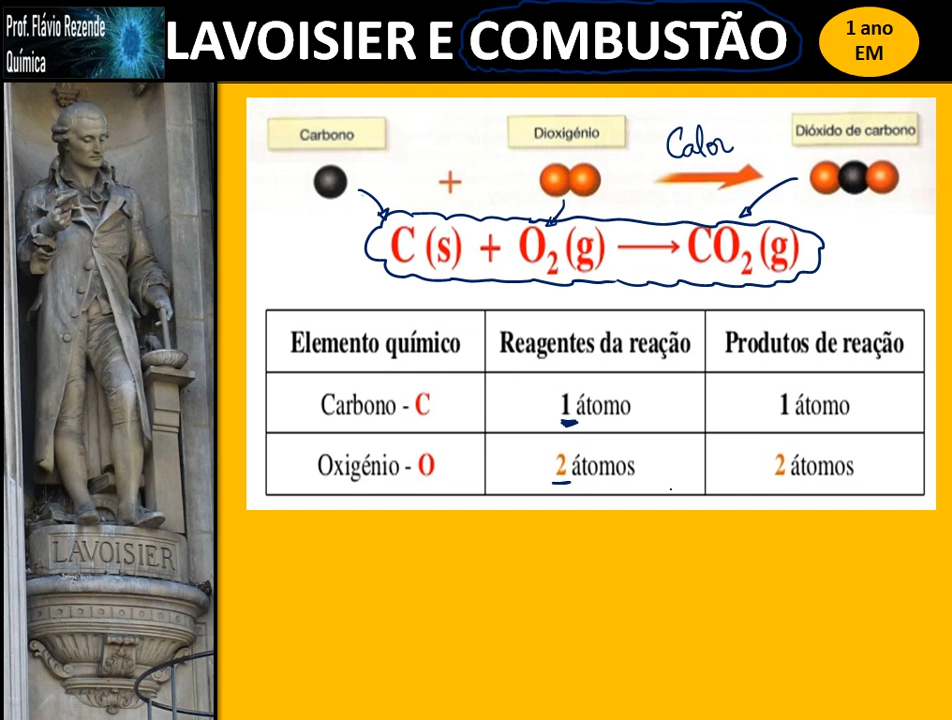 Prof. Flávio Rezende
Química
LAVOISIER E COMBUSTÃO
1 ano
EM
Carbono
Dioxigénio
Calor
Dióxido de carbono
+
C (s) + O₂ (g) → CO₂ (g)
Elemento químico Reagentes da reação Produtos de reação
Carbono - C 1 átomo 1 átomo
Oxigénio - O 2 átomos 2 átomos
LAVOISIER